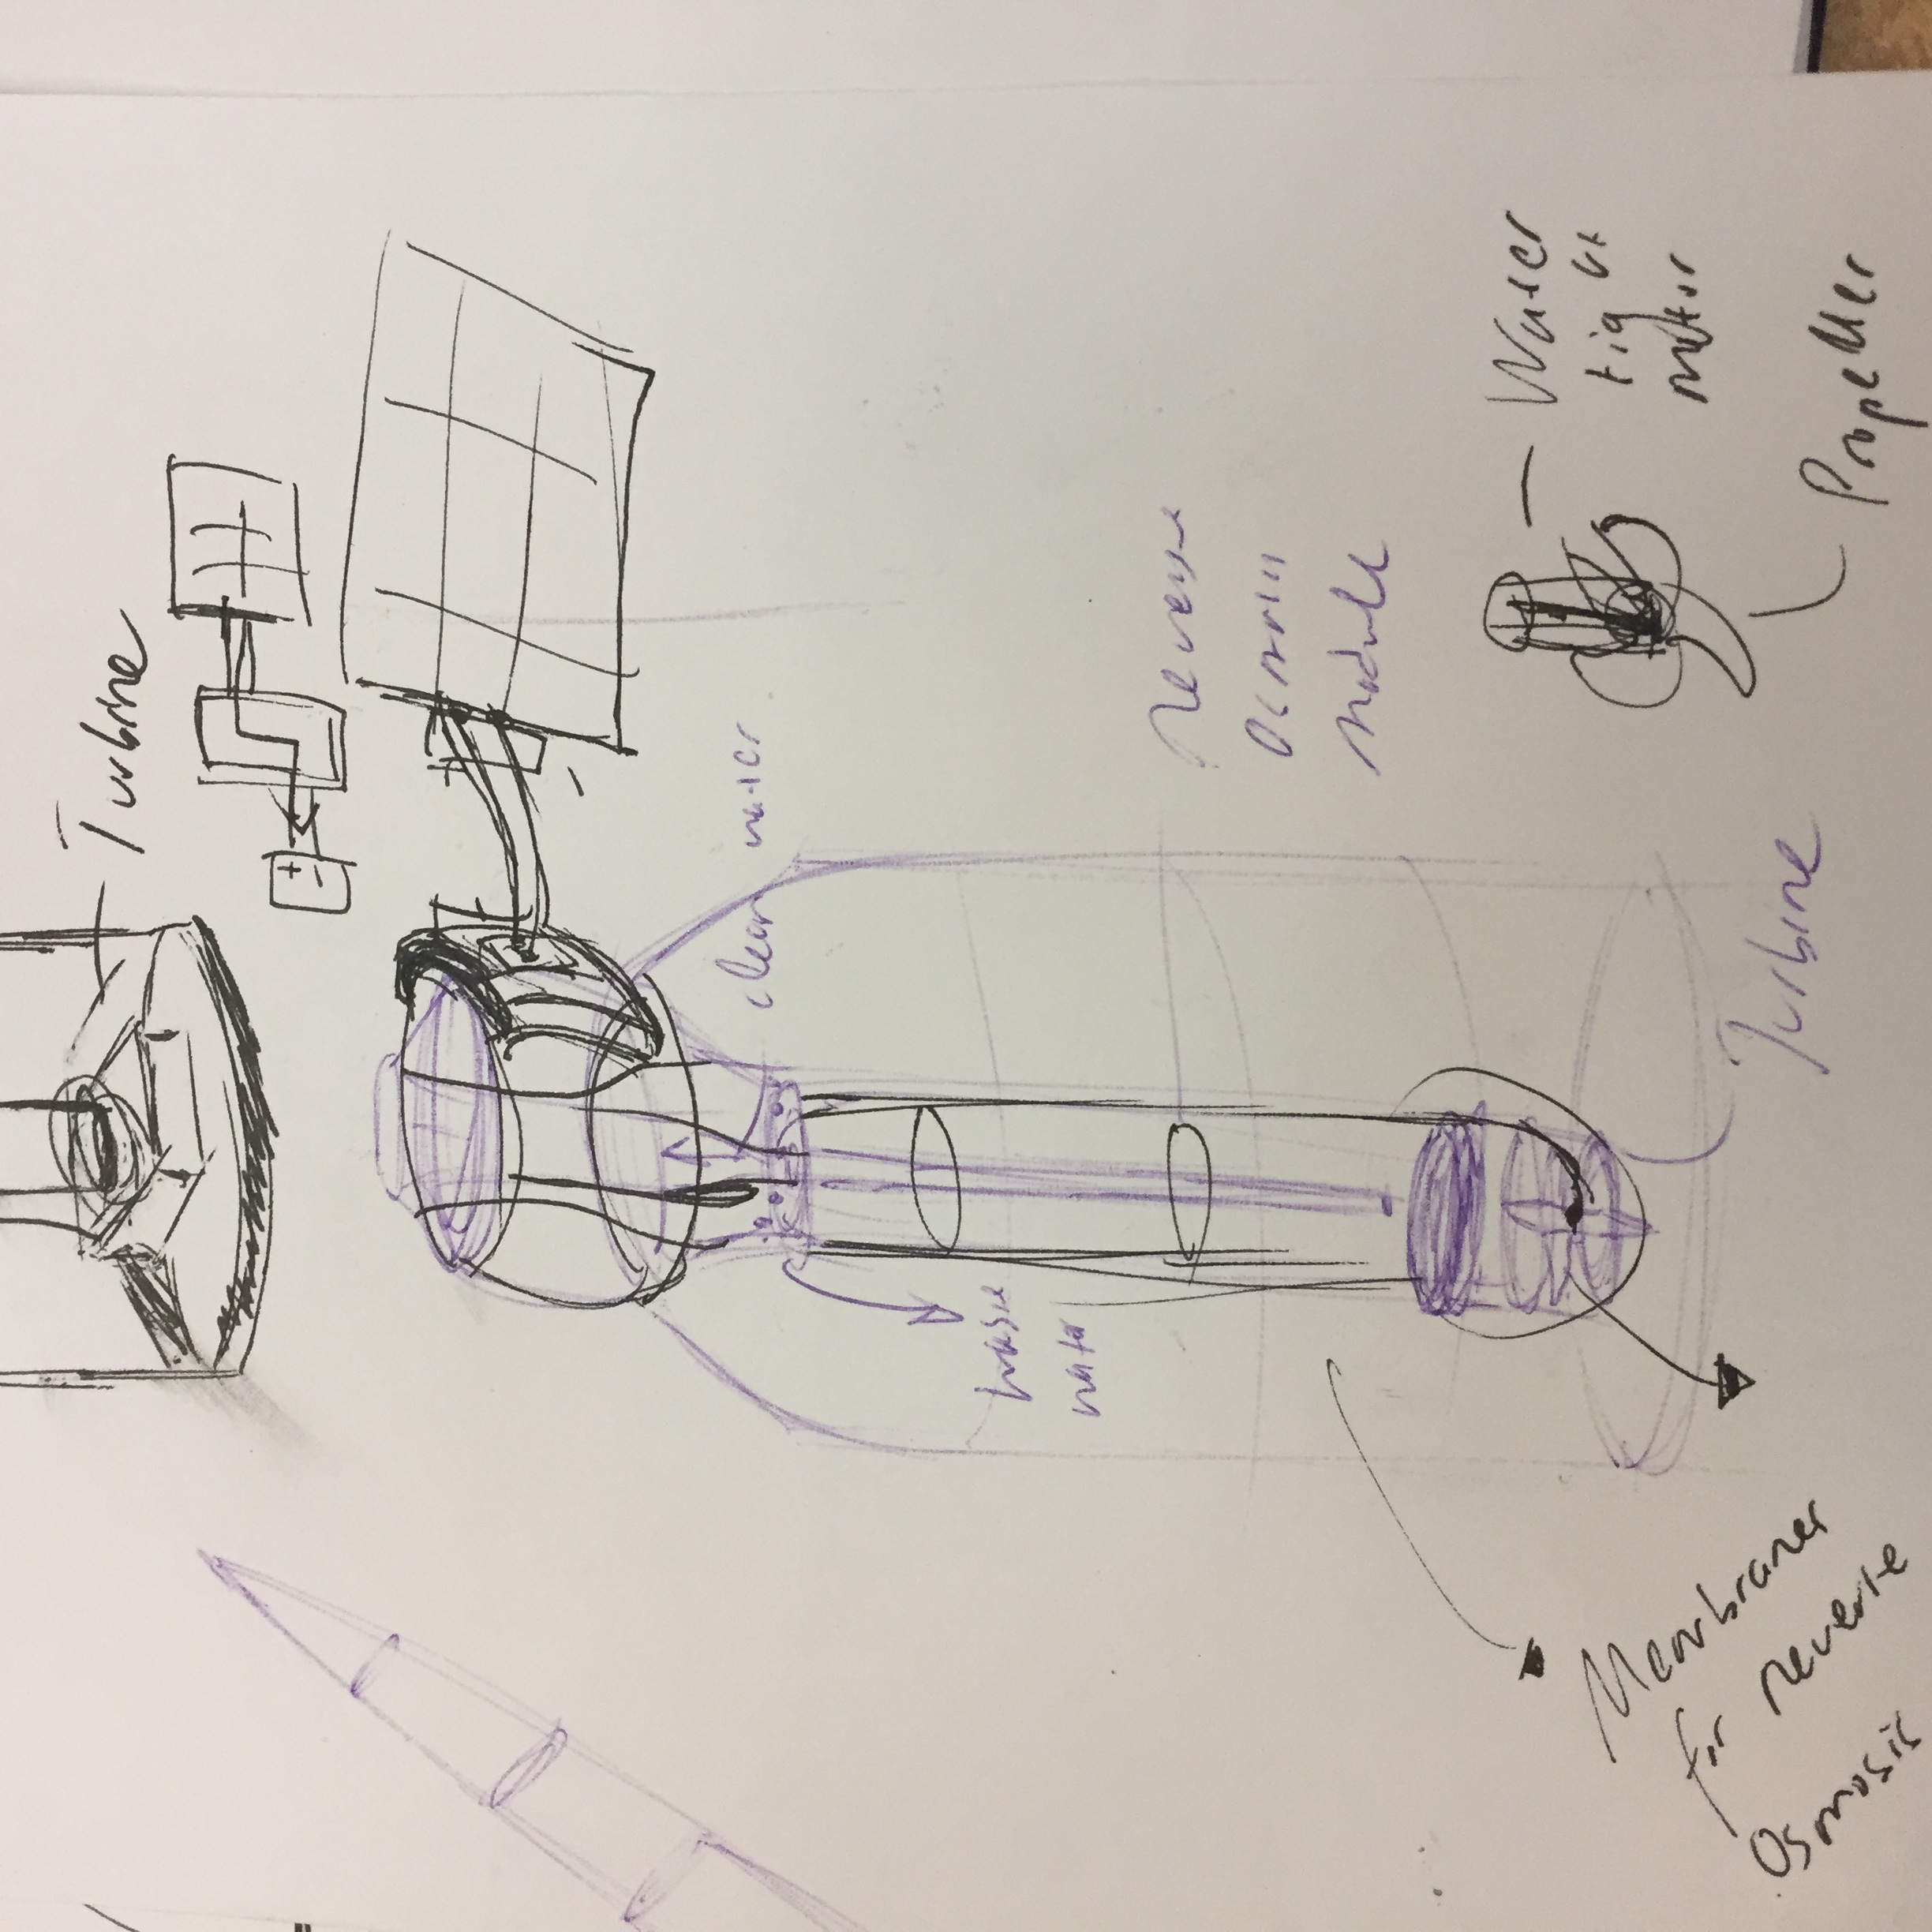 Turbine
+
-
+
-
clean water
waste
water
reverse
Osmosis
Module
Membranes
for reverse
Osmosis
Turbine
Water
tight
motor
Propeller